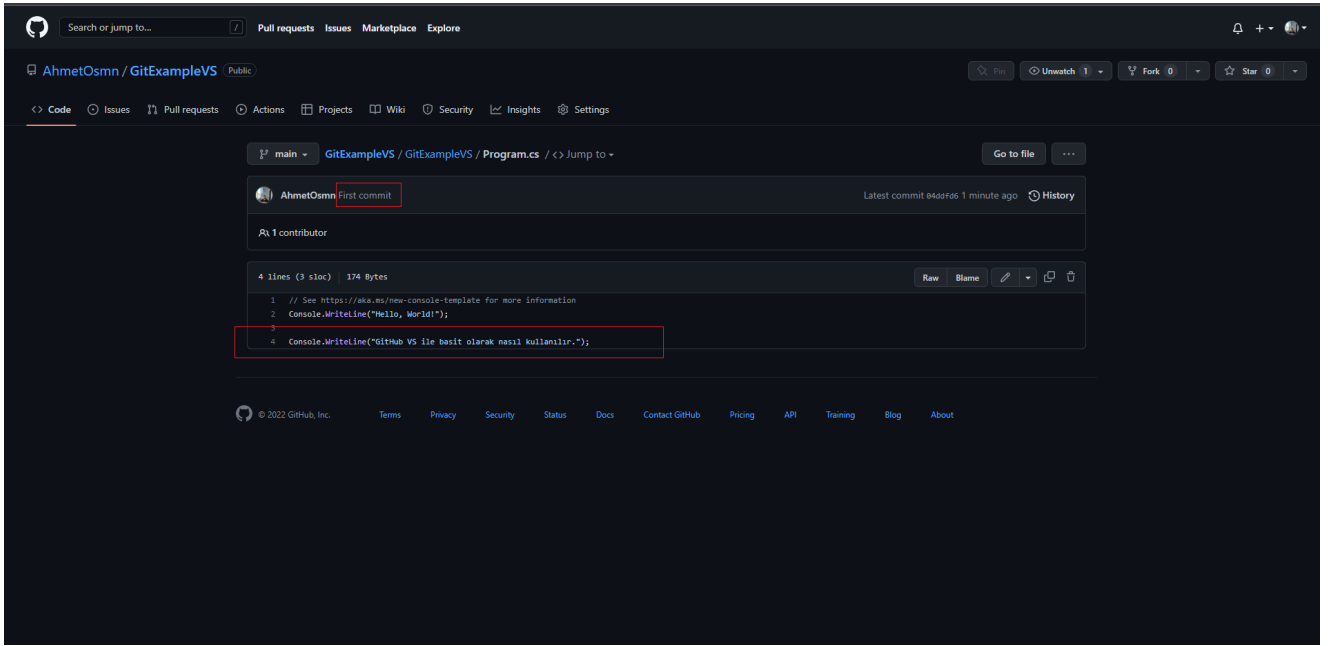 Search or jump to... / Pull requests Issues Marketplace Explore
AhmetOsmn / GitExampleVS Public Pin Unwatch 1 Fork 0 Star 0
<> Code Issues Pull requests Actions Projects Wiki Security Insights Settings
main GitExampleVS / GitExampleVS / Program.cs / <> Jump to Go to file ...
AhmetOsmn First commit Latest commit 04ddfd6 1 minute ago History
1 contributor
4 lines (3 sloc) 174 Bytes Raw Blame
1 // See https://aka.ms/new-console-template for more information
2 Console.WriteLine("Hello, World!");
3
4 Console.WriteLine("GitHub VS ile basit olarak nasıl kullanılır.");
© 2022 GitHub, Inc. Terms Privacy Security Status Docs Contact GitHub Pricing API Training Blog About